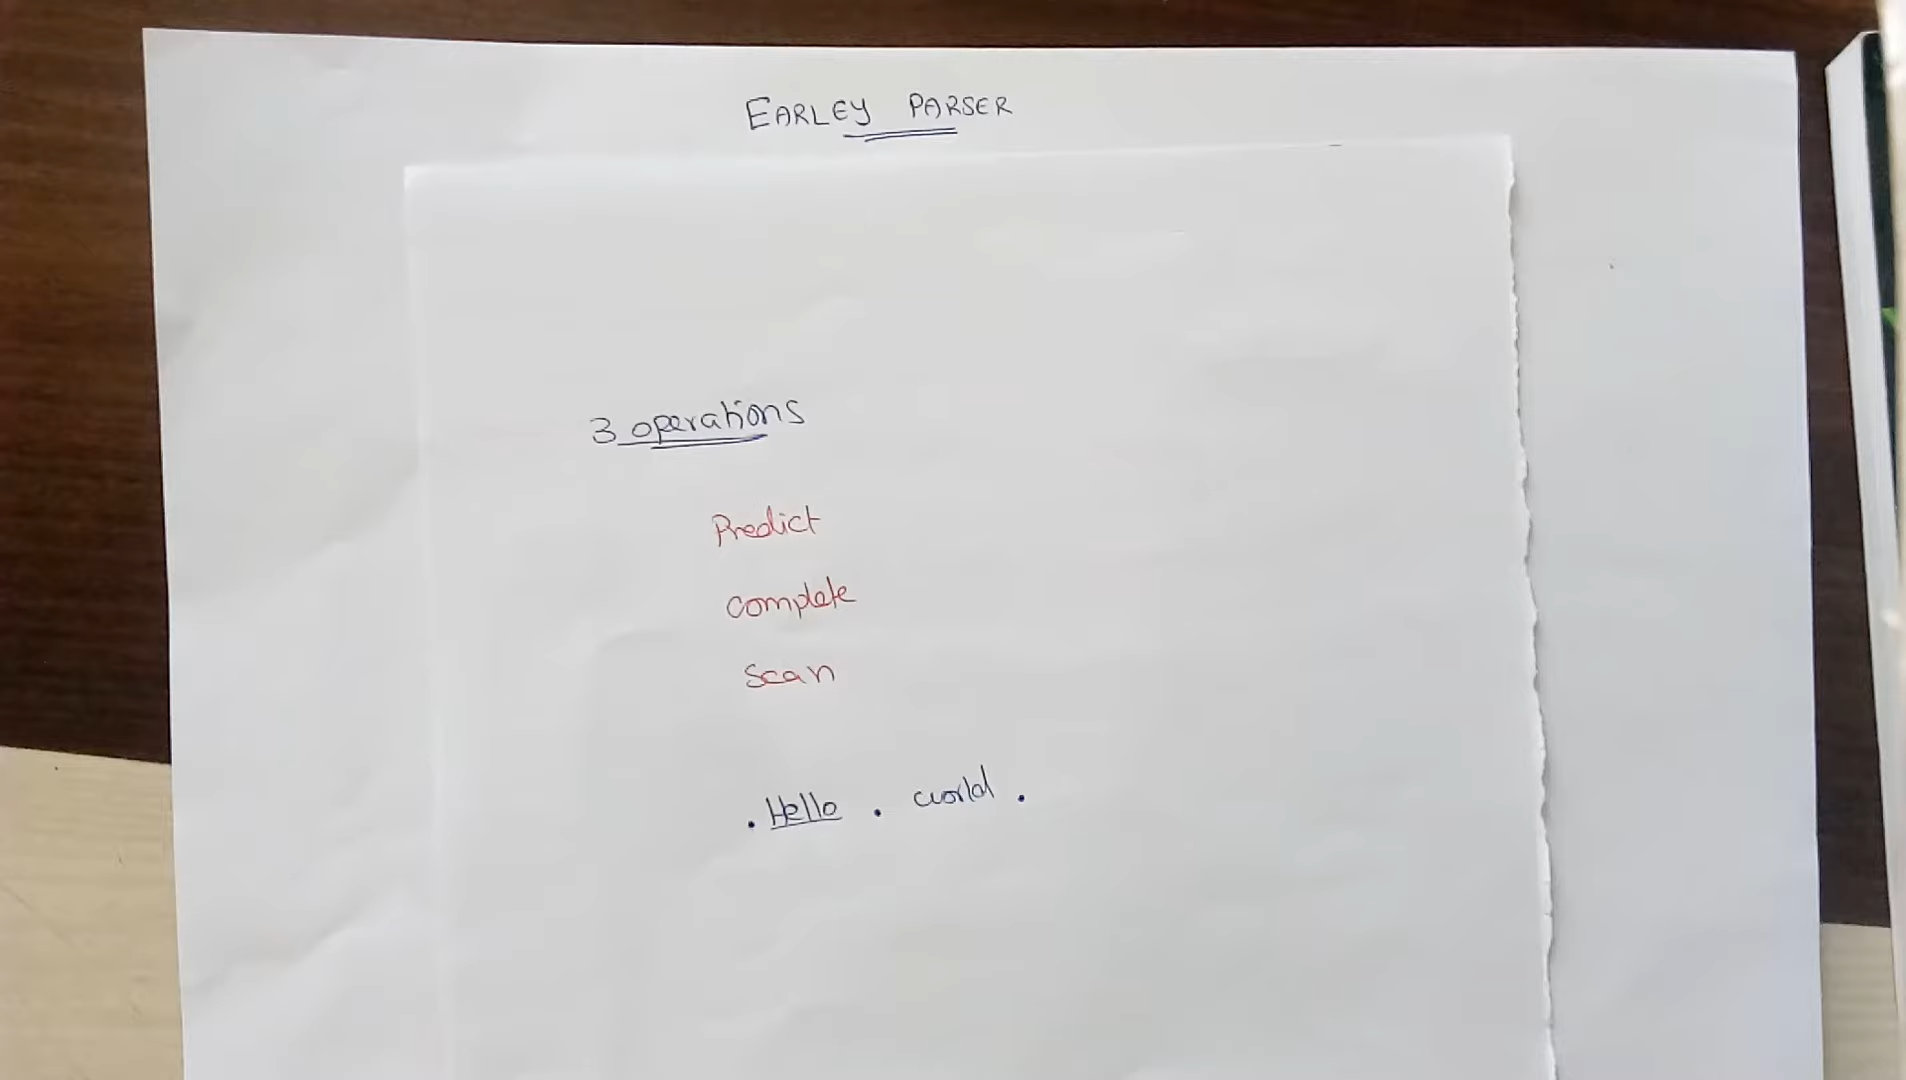 EARLEY PARSER
3 operations
Predict
complete
scan
. Hello . world .